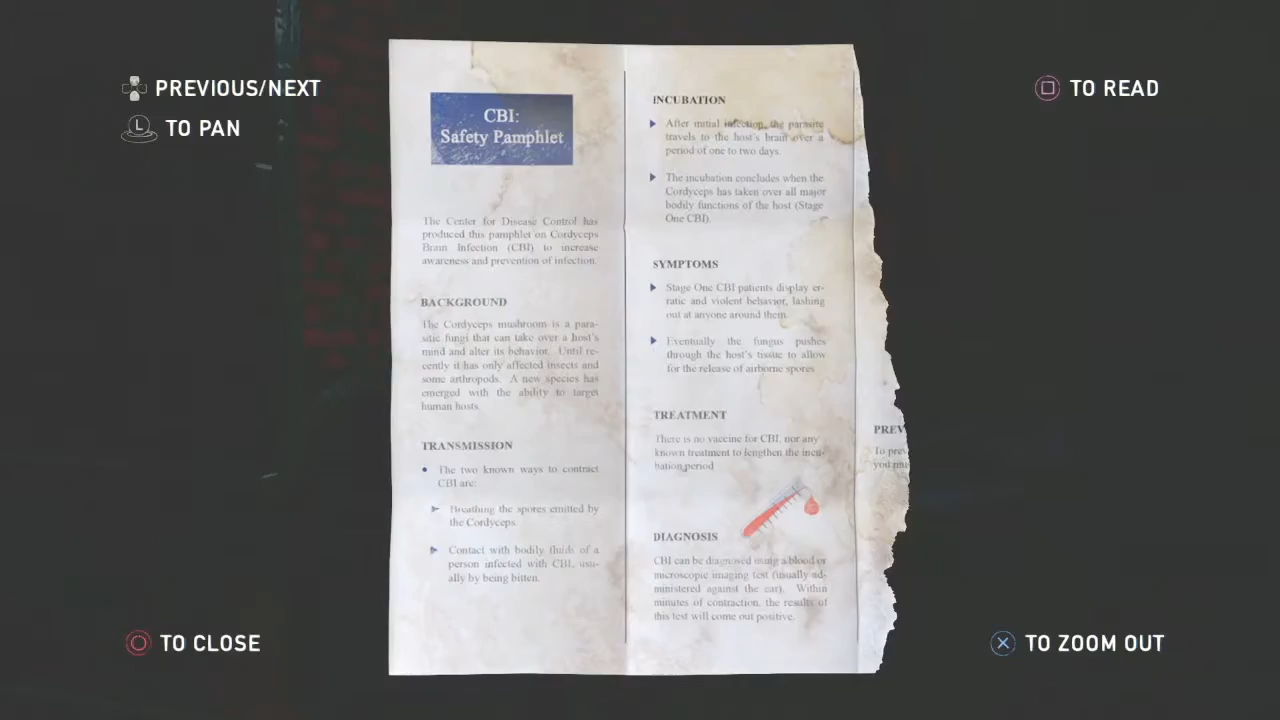 PREVIOUS/NEXT
TO PAN
TO READ
CBI:
Safety Pamphlet
The Center for Disease Control has
produced this pamphlet on Cordyceps
Brain Infection (CBI) to increase
awareness and prevention of infection.
BACKGROUND
The Cordyceps mushroom is a para-
sitic fungi that can take over a host's
mind and alter its behavior. Until re-
cently it has only affected insects and
some arthropods. A new species has
emerged with the ability to target
human hosts.
TRANSMISSION
• The two known ways to contract
CBI are:
Breathing the spores emitted by
the Cordyceps
Contact with bodily fluids of a
person infected with CBI, usu-
ally by being bitten.
INCUBATION
After initial infection, the parasite
travels to the host's brain over a
period of one to two days.
The incubation concludes when the
Cordyceps has taken over all major
bodily functions of the host (Stage
One CBI).
SYMPTOMS
Stage One CBI patients display er-
ratic and violent behavior, lashing
out at anyone around them.
Eventually the fungus pushes
through the host's tissue to allow
for the release of airborne spores
TREATMENT
There is no vaccine for CBI, nor any
known treatment to lengthen the incu-
bation period
DIAGNOSIS
CBI can be diagnosed using a blood or
microscopic imaging test (usually ad-
ministered against the ear). Within
minutes of contraction, the results of
this test will come out positive.
PREV
To prev
you mus
TO CLOSE
TO ZOOM OUT